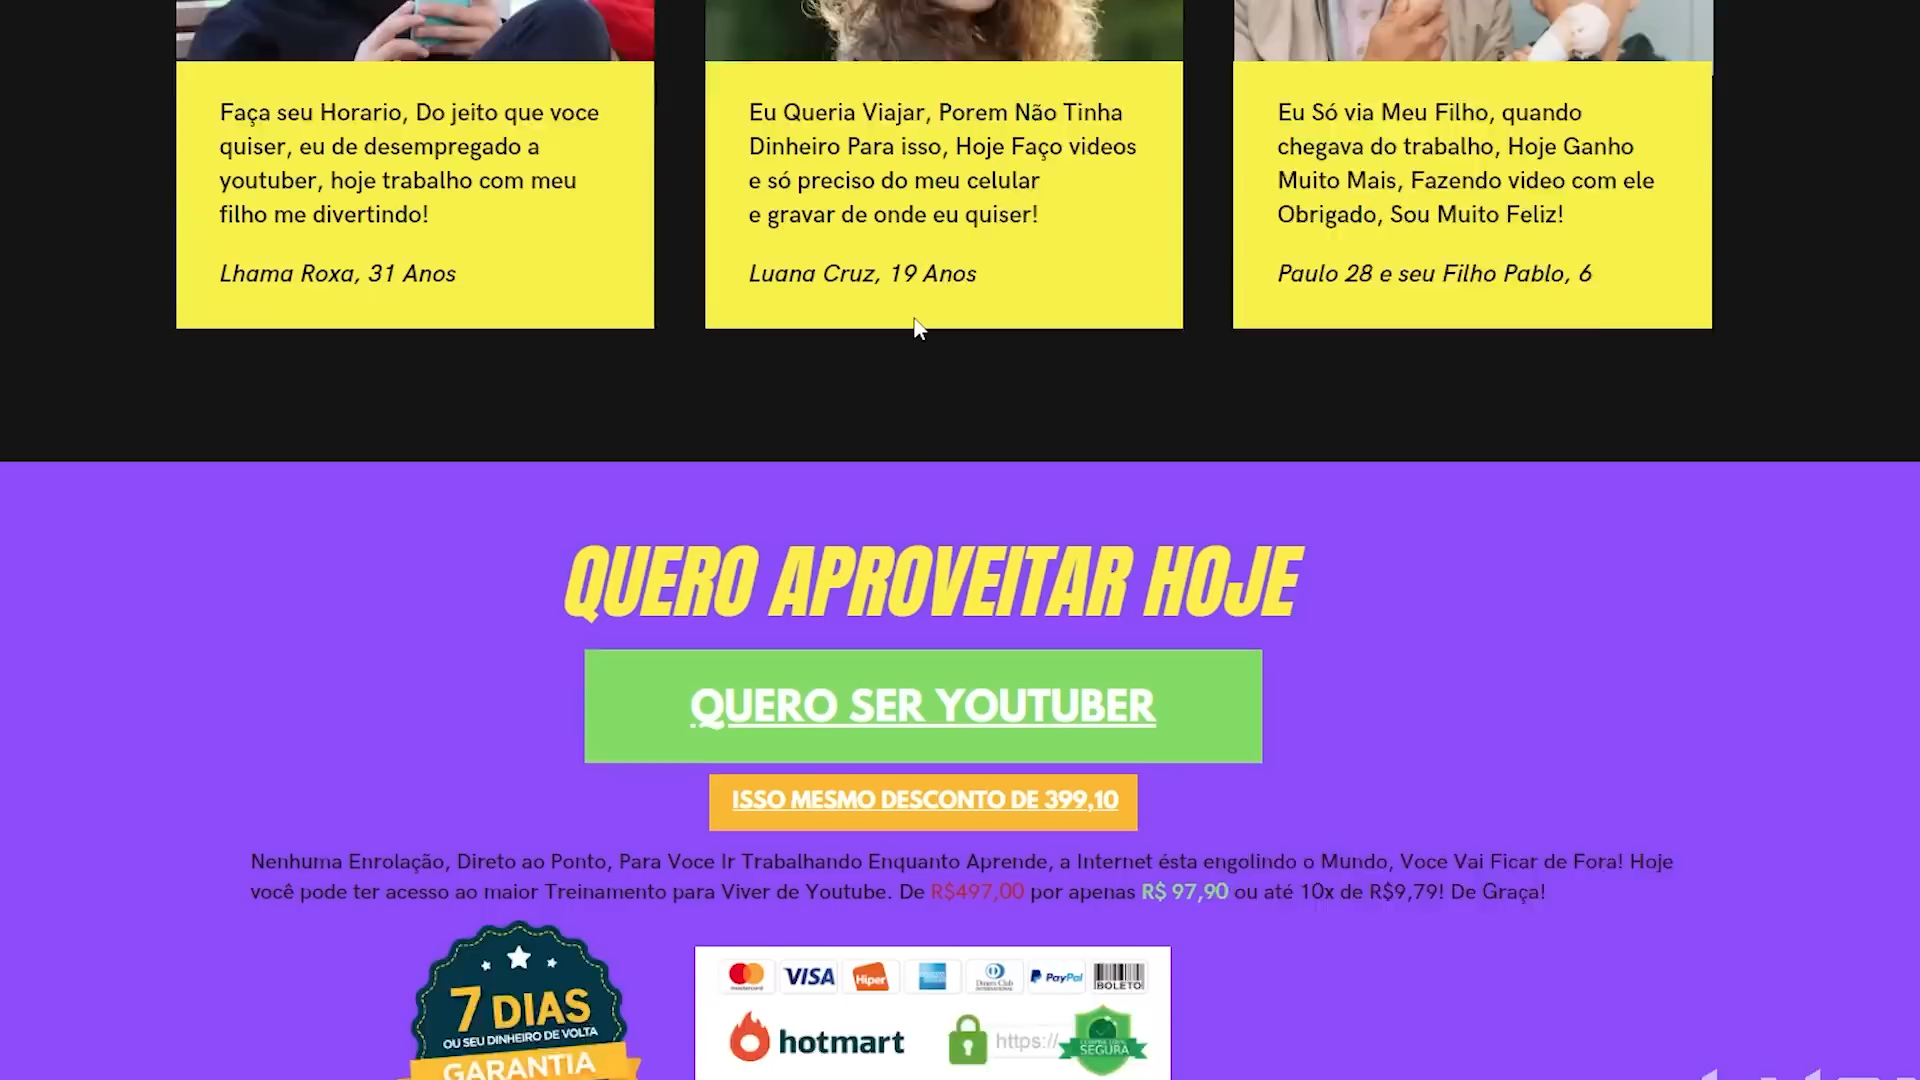 Faça seu Horario, Do jeito que voce
quiser, eu de desempregado a
youtuber, hoje trabalho com meu
filho me divertindo!
Lhama Roxa, 31 Anos
Eu Queria Viajar, Porem Não Tinha
Dinheiro Para isso, Hoje Faço videos
e só preciso do meu celular
e gravar de onde eu quiser!
Luana Cruz, 19 Anos
Eu Só via Meu Filho, quando
chegava do trabalho, Hoje Ganho
Muito Mais, Fazendo video com ele
Obrigado, Sou Muito Feliz!
Paulo 28 e seu Filho Pablo, 6
QUERO APROVEITAR HOJE
QUERO SER YOUTUBER
ISSO MESMO DESCONTO DE 399,10
Nenhuma Enrolação, Direto ao Ponto, Para Voce Ir Trabalhando Enquanto Aprende, a Internet ésta engolindo o Mundo, Voce Vai Ficar de Fora! Hoje
você pode ter acesso ao maior Treinamento para Viver de Youtube. De R$497,00 por apenas R$ 97,90 ou até 10x de R$9,79! De Graça!
7 DIAS
OU SEU DINHEIRO DE VOLTA
GARANTIA
mastercard VISA Hiper Diners Club INTERNATIONAL PayPal BOLETO
hotmart https:// SEGURA